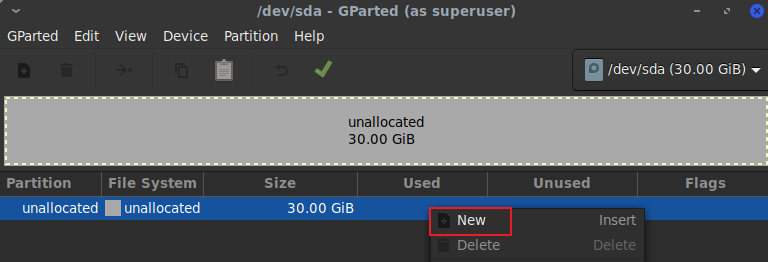 /dev/sda - GParted (as superuser)
GParted Edit View Device Partition Help
/dev/sda (30.00 GiB)
unallocated
30.00 GiB
Partition File System Size Used Unused Flags
unallocated unallocated 30.00 GiB
New Insert
Delete Delete